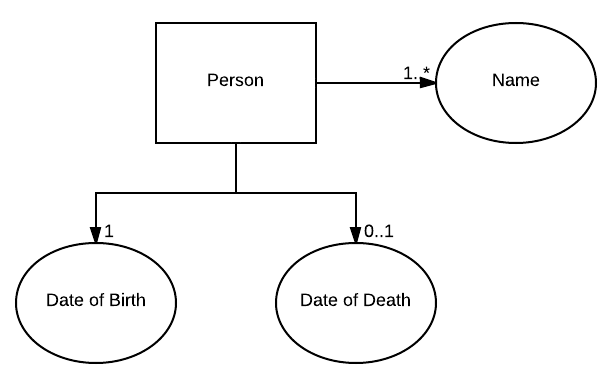 Person
1..*
Name
1
0..1
Date of Birth
Date of Death